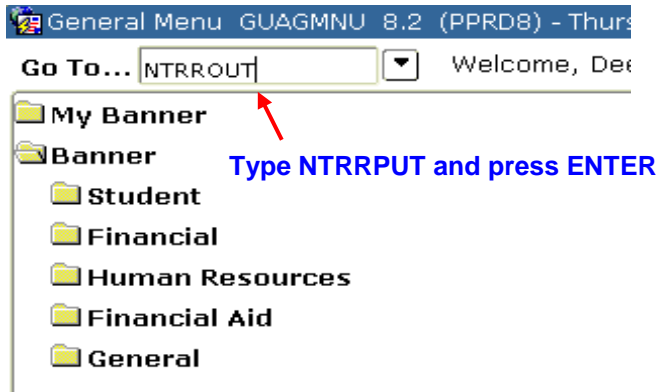 General Menu GUAGMNU 8.2 (PPRD8) - Thurs
Go To... NTRROUT Welcome, Dee
My Banner
Banner
Type NTRRPUT and press ENTER
Student
Financial
Human Resources
Financial Aid
General